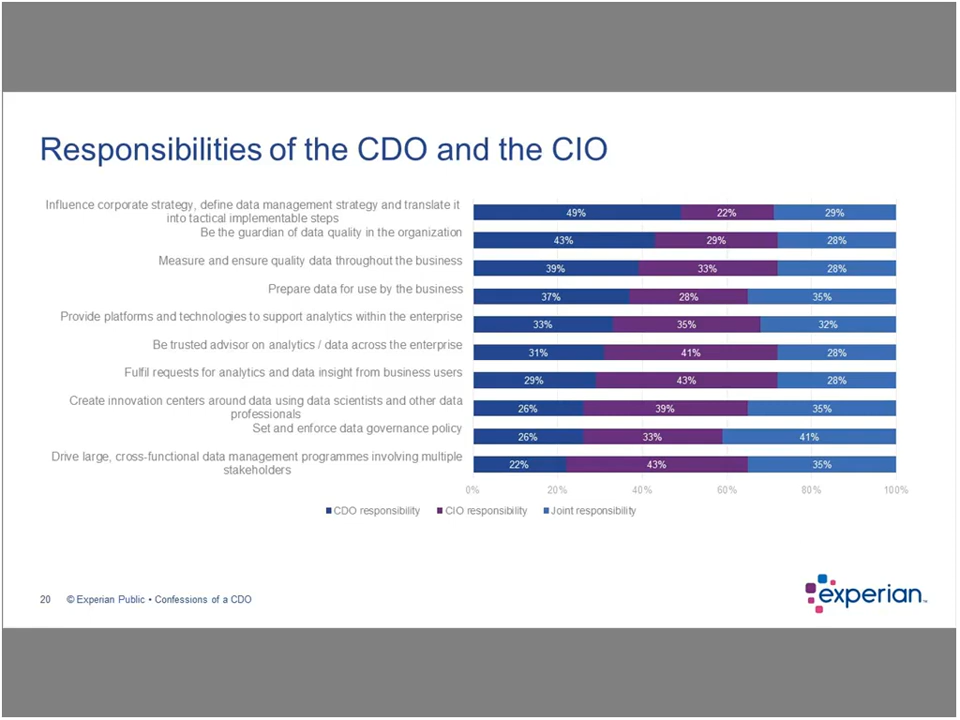 Responsibilities of the CDO and the CIO
Influence corporate strategy, define data management strategy and translate it
into tactical implementable steps
49% 22% 29%
Be the guardian of data quality in the organization
43% 29% 28%
Measure and ensure quality data throughout the business
39% 33% 28%
Prepare data for use by the business
37% 28% 35%
Provide platforms and technologies to support analytics within the enterprise
33% 35% 32%
Be trusted advisor on analytics / data across the enterprise
31% 41% 28%
Fulfil requests for analytics and data insight from business users
29% 43% 28%
Create innovation centers around data using data scientists and other data
professionals
26% 39% 35%
Set and enforce data governance policy
26% 33% 41%
Drive large, cross-functional data management programmes involving multiple
stakeholders
22% 43% 35%
0% 20% 40% 60% 80% 100%
CDO responsibility CIO responsibility Joint responsibility
20 © Experian Public • Confessions of a CDO
experian™